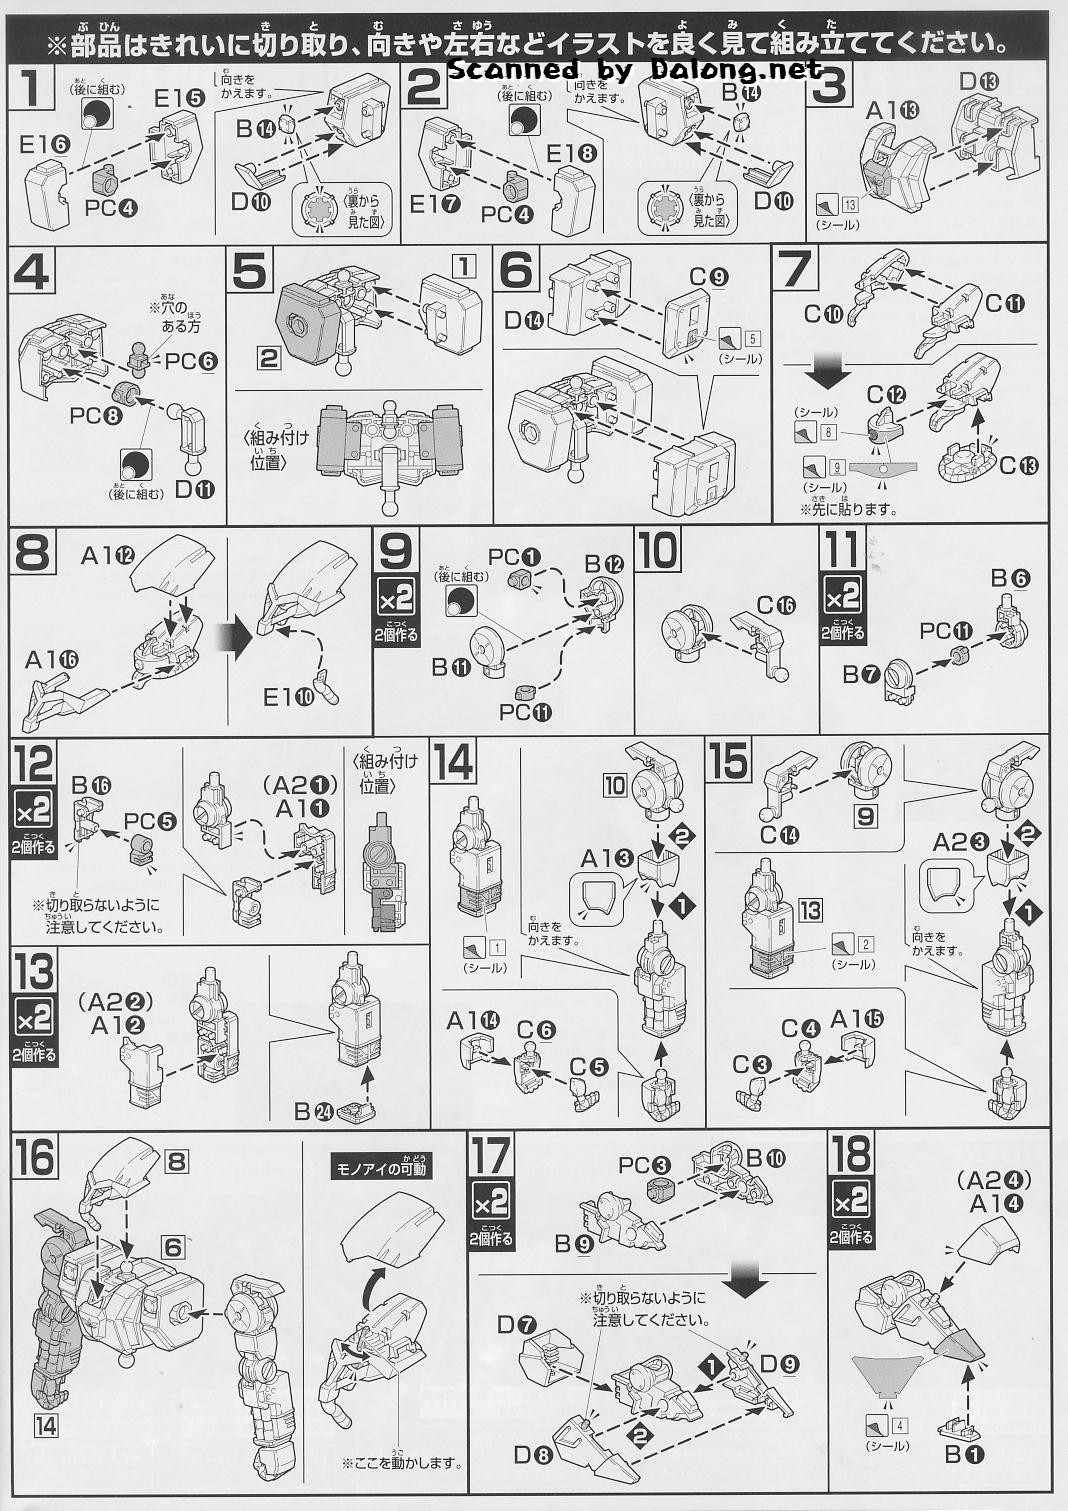 ※部品はきれいに切り取り、向きや左右などイラストを良く見て組み立ててください。
Scanned by Dalong.net
1
(後に組む)
E1⑤
E1⑥
PC④
向きを
かえます。
B⑭
D⑩
〈裏から
見た図〉
2
(後に組む)
E1⑧
E1⑦
PC④
向きを
かえます。
B⑭
D⑩
〈裏から
見た図〉
3
D⑬
A1⑬
13
(シール)
4
※穴の
ある方
PC⑥
PC⑧
(後に組む)
D⑪
5
1
2
〈組み付け
位置〉
6
C⑨
D⑭
5
(シール)
7
C⑩
C⑪
C⑫
(シール)
8
9
(シール)
※先に貼ります。
C⑬
8
A1⑫
A1⑯
E1⑩
9
×2
2個作る
PC①
B⑫
(後に組む)
B⑪
PC⑪
10
C⑯
11
×2
2個作る
B⑥
PC⑪
B⑦
12
×2
2個作る
B⑯
PC⑤
※切り取らないように
注意してください。
(A2①)
A1①
〈組み付け
位置〉
13
×2
2個作る
(A2②)
A1②
B㉔
14
10
2
A1③
1
向きを
かえます。
1
(シール)
A1⑭
C⑥
C⑤
15
C⑭
9
2
A2③
1
13
向きを
かえます。
2
(シール)
C④
A1⑮
C③
16
8
6
14
モノアイの可動
※ここを動かします。
17
×2
2個作る
PC③
B⑩
B⑨
※切り取らないように
注意してください。
D⑦
1
D⑨
2
D⑧
18
×2
2個作る
(A2④)
A1④
4
(シール)
B①